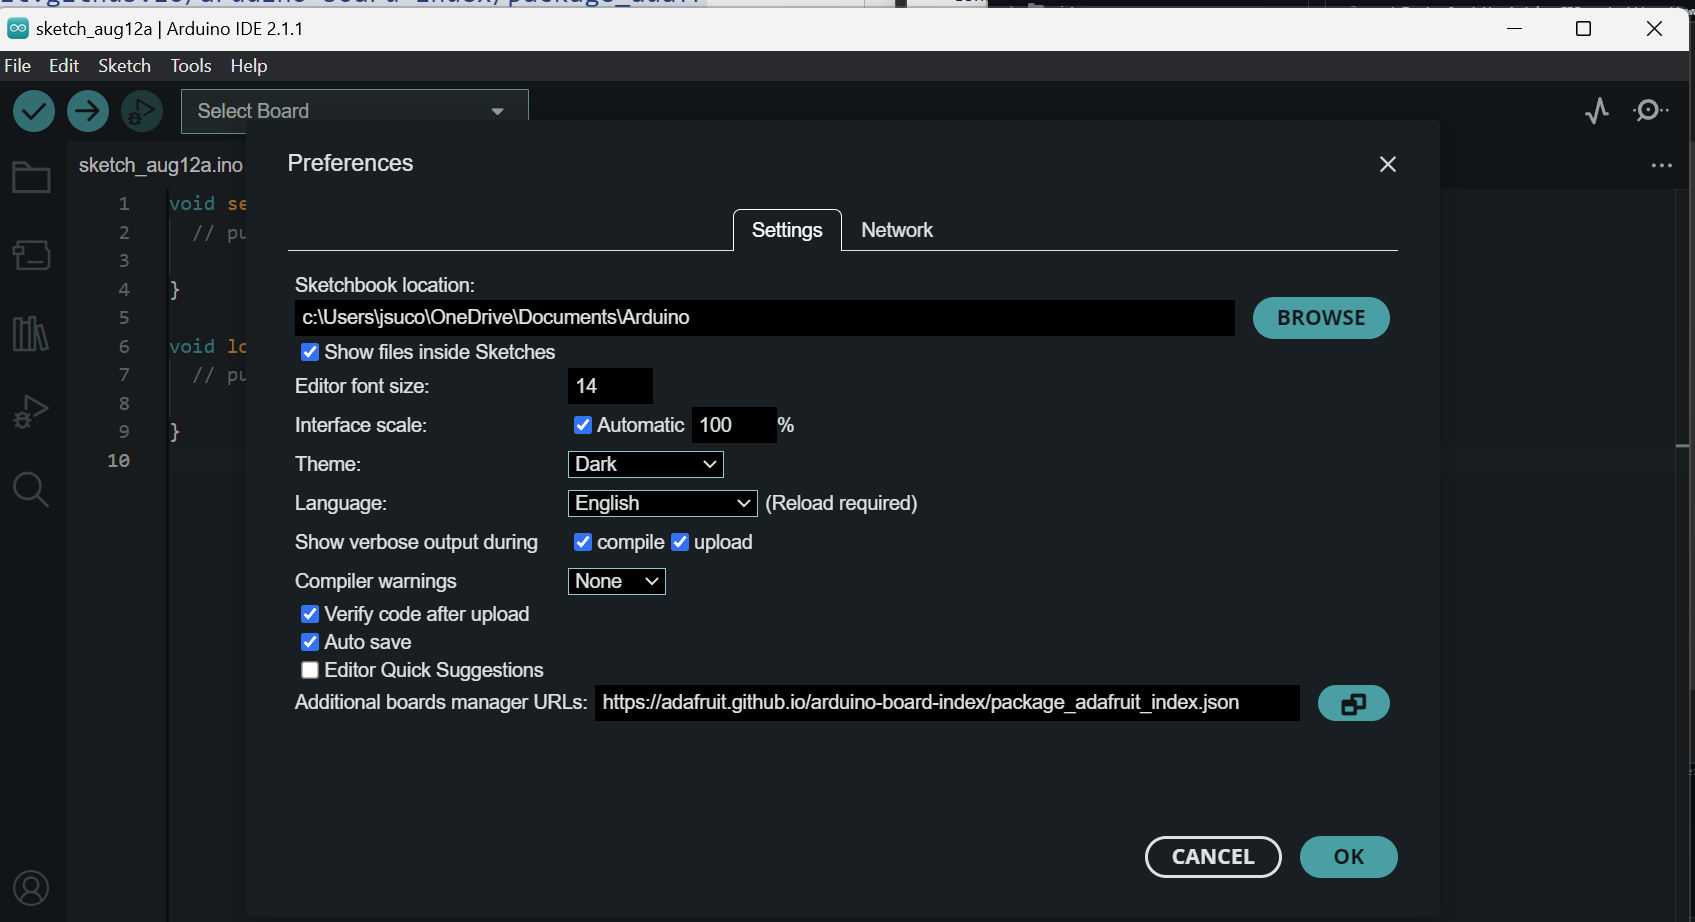 sketch_aug12a | Arduino IDE 2.1.1
File Edit Sketch Tools Help
Select Board
sketch_aug12a.ino
Preferences
Settings Network
1 void se
2 // pu
3
4 }
5
6 void lo
7 // pu
8
9 }
10
Sketchbook location:
c:\Users\jsuco\OneDrive\Documents\Arduino
BROWSE
Show files inside Sketches
Editor font size: 14
Interface scale: Automatic 100 %
Theme: Dark
Language: English (Reload required)
Show verbose output during compile upload
Compiler warnings None
Verify code after upload
Auto save
Editor Quick Suggestions
Additional boards manager URLs: https://adafruit.github.io/arduino-board-index/package_adafruit_index.json
CANCEL OK